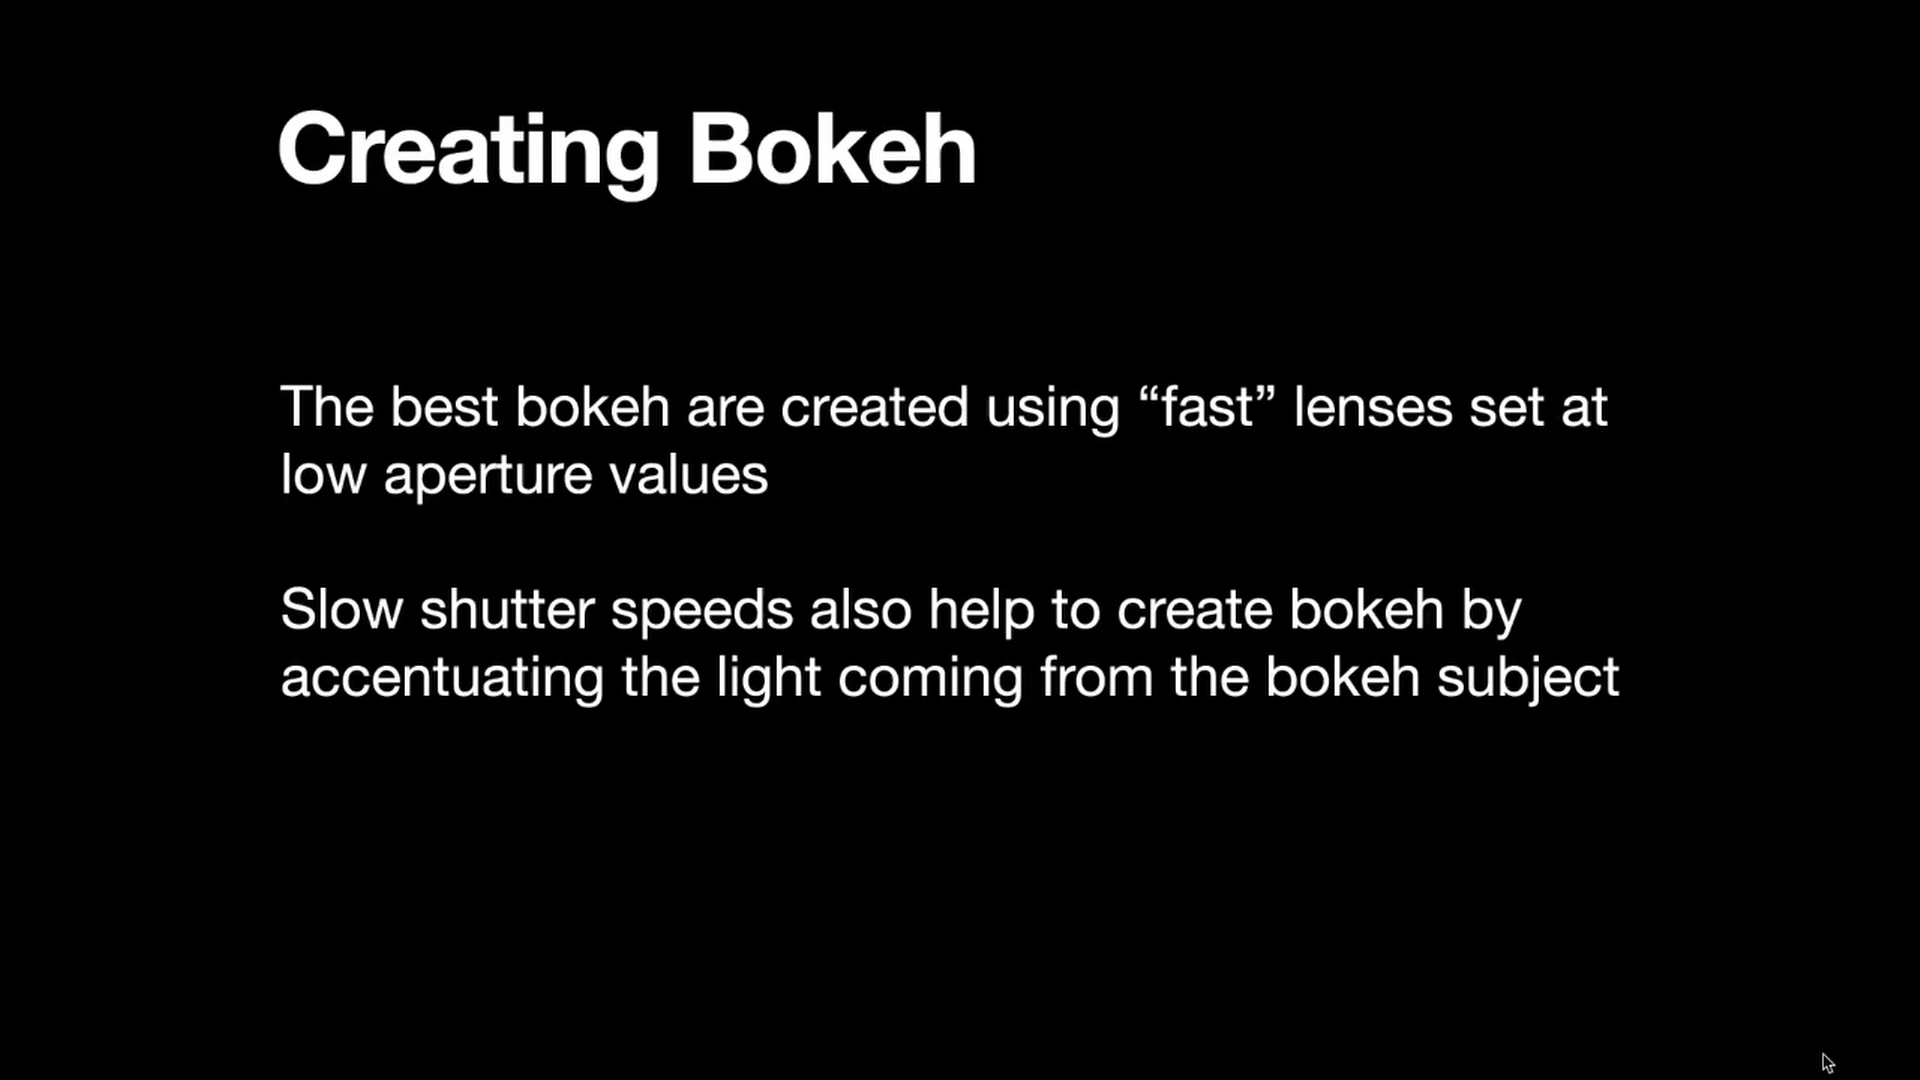 Creating Bokeh
The best bokeh are created using “fast” lenses set at
low aperture values
Slow shutter speeds also help to create bokeh by
accentuating the light coming from the bokeh subject